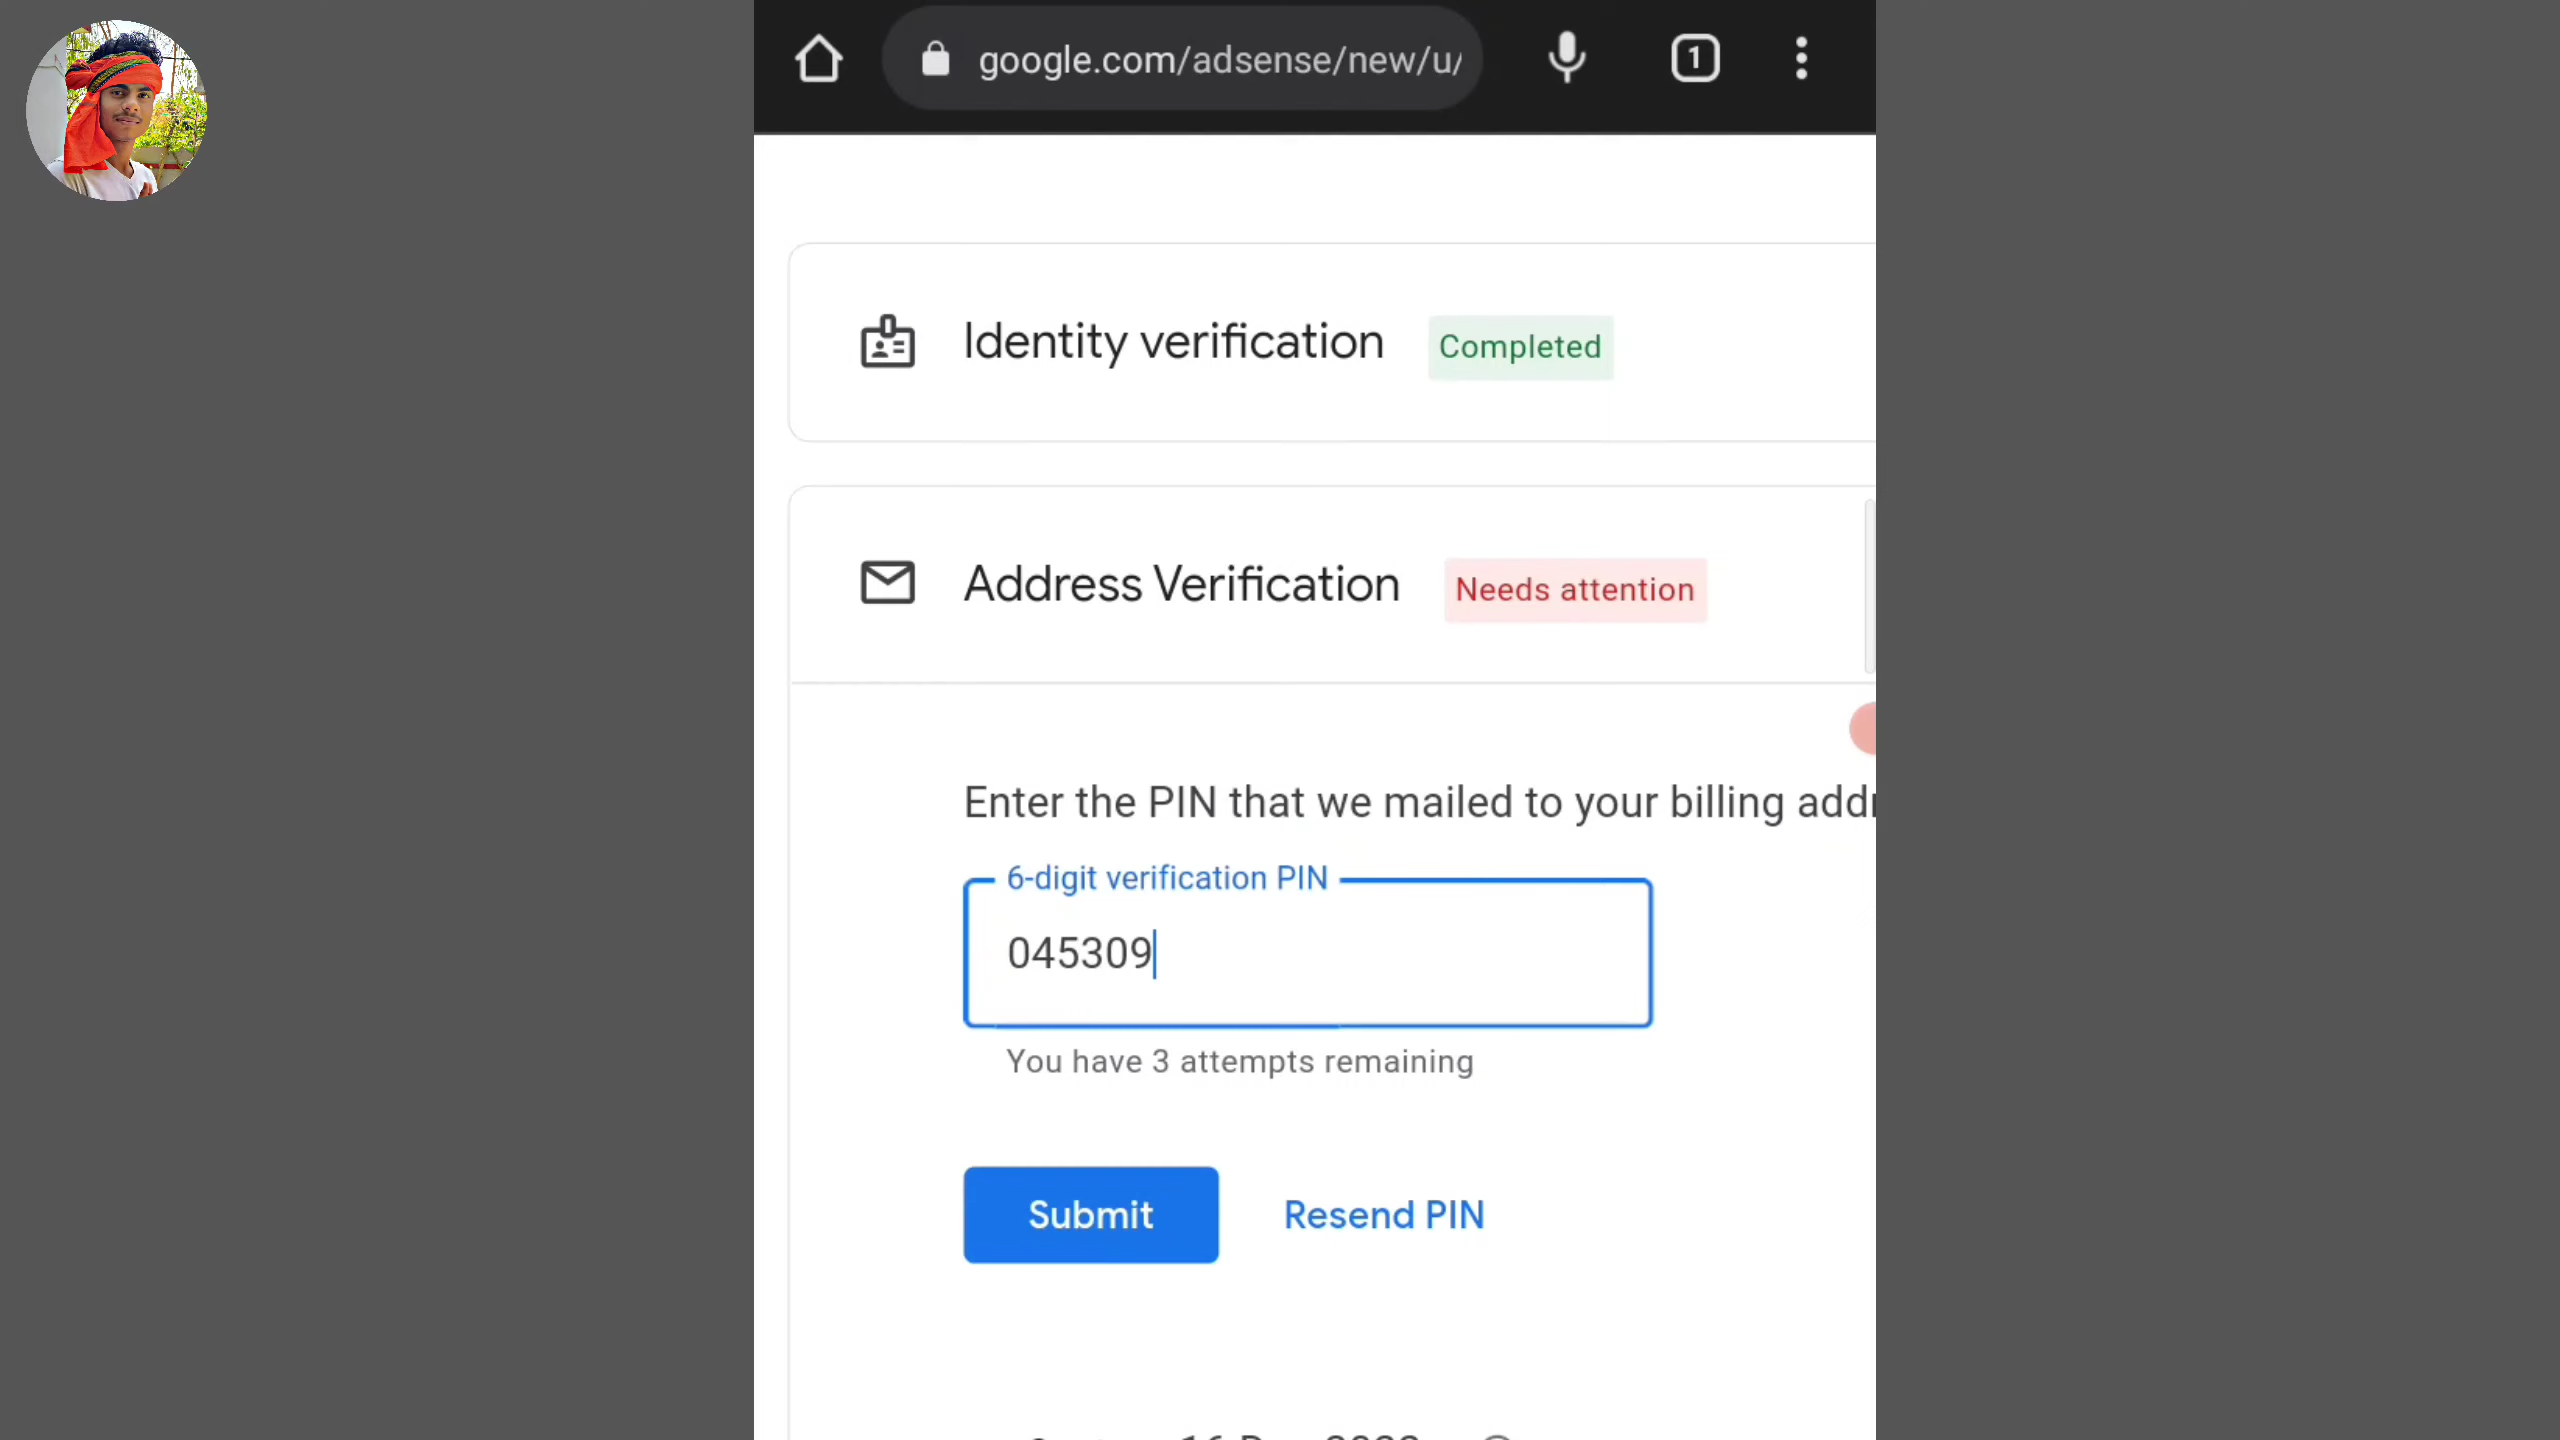 google.com/adsense/new/u/
1
Identity verification
Completed
Address Verification
Needs attention
Enter the PIN that we mailed to your billing
6-digit verification PIN
045309
You have 3 attempts remaining
Submit
Resend PIN